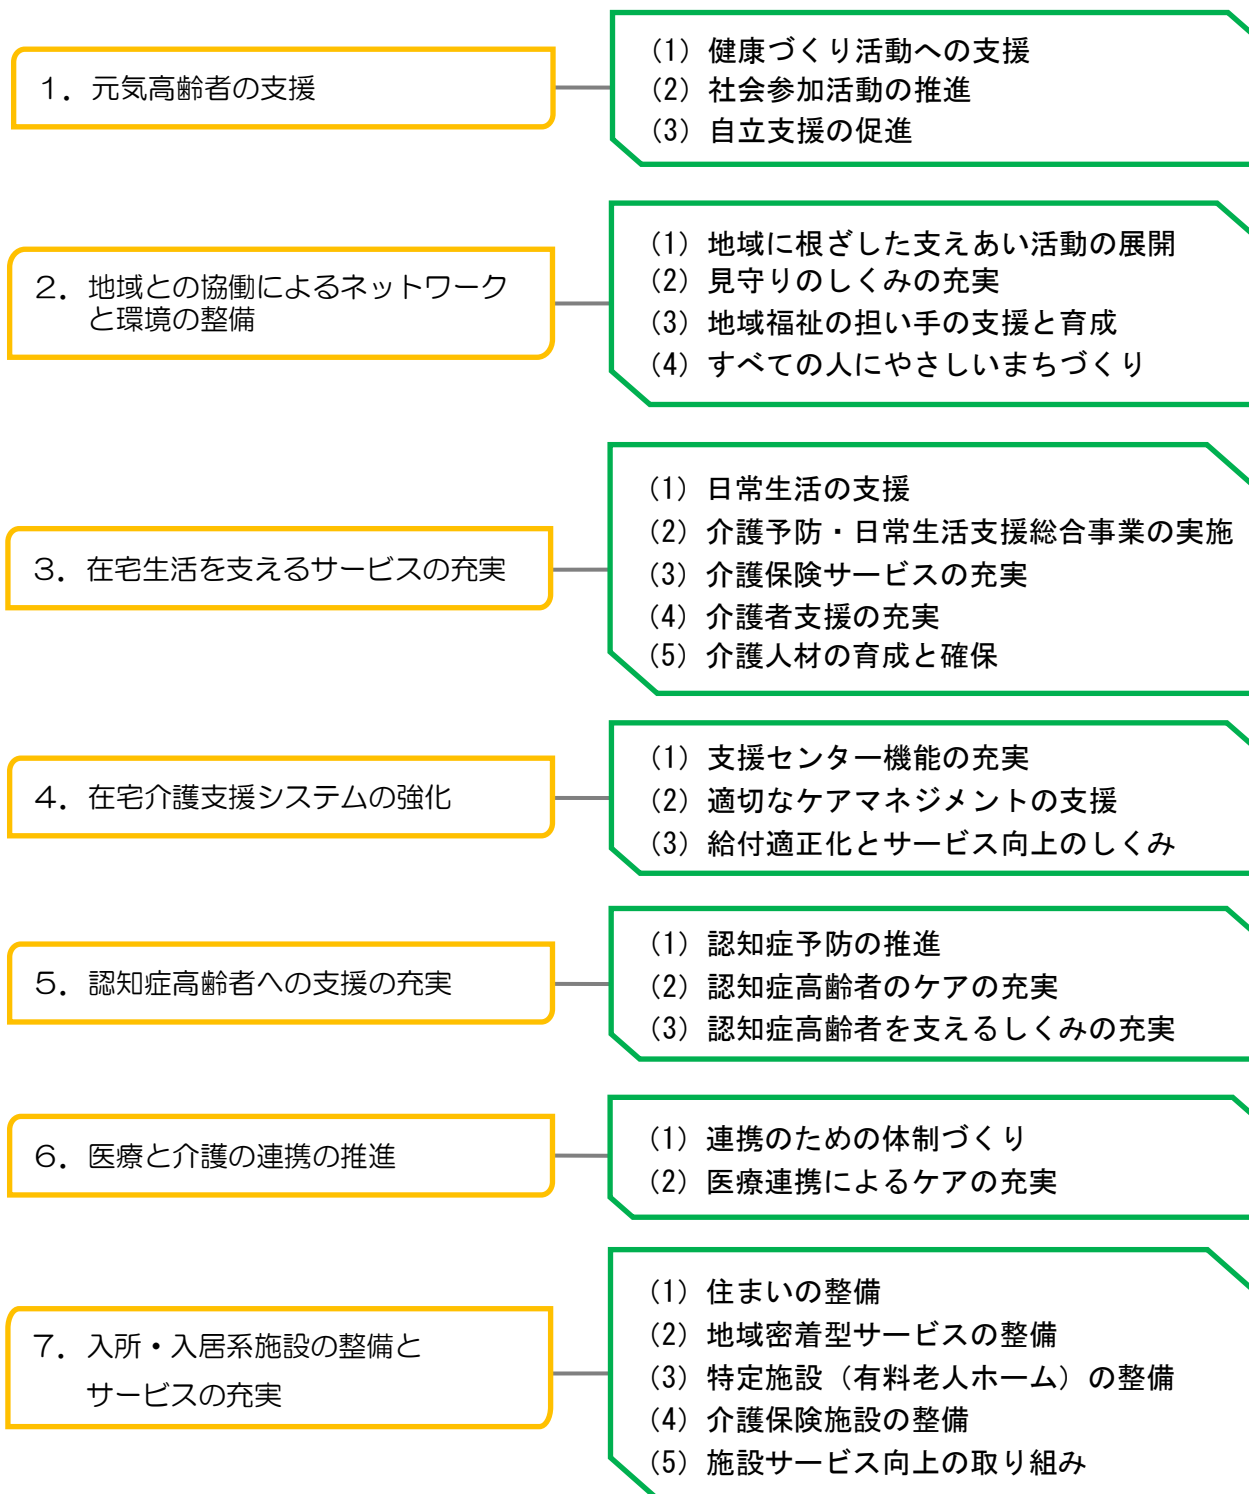 １．元気高齢者の支援
(1) 健康づくり活動への支援
(2) 社会参加活動の推進
(3) 自立支援の促進
２．地域との協働によるネットワーク
と環境の整備
(1) 地域に根ざした支えあい活動の展開
(2) 見守りのしくみの充実
(3) 地域福祉の担い手の支援と育成
(4) すべての人にやさしいまちづくり
３．在宅生活を支えるサービスの充実
(1) 日常生活の支援
(2) 介護予防・日常生活支援総合事業の実施
(3) 介護保険サービスの充実
(4) 介護者支援の充実
(5) 介護人材の育成と確保
４．在宅介護支援システムの強化
(1) 支援センター機能の充実
(2) 適切なケアマネジメントの支援
(3) 給付適正化とサービス向上のしくみ
５．認知症高齢者への支援の充実
(1) 認知症予防の推進
(2) 認知症高齢者のケアの充実
(3) 認知症高齢者を支えるしくみの充実
６．医療と介護の連携の推進
(1) 連携のための体制づくり
(2) 医療連携によるケアの充実
７．入所・入居系施設の整備と
サービスの充実
(1) 住まいの整備
(2) 地域密着型サービスの整備
(3) 特定施設（有料老人ホーム）の整備
(4) 介護保険施設の整備
(5) 施設サービス向上の取り組み